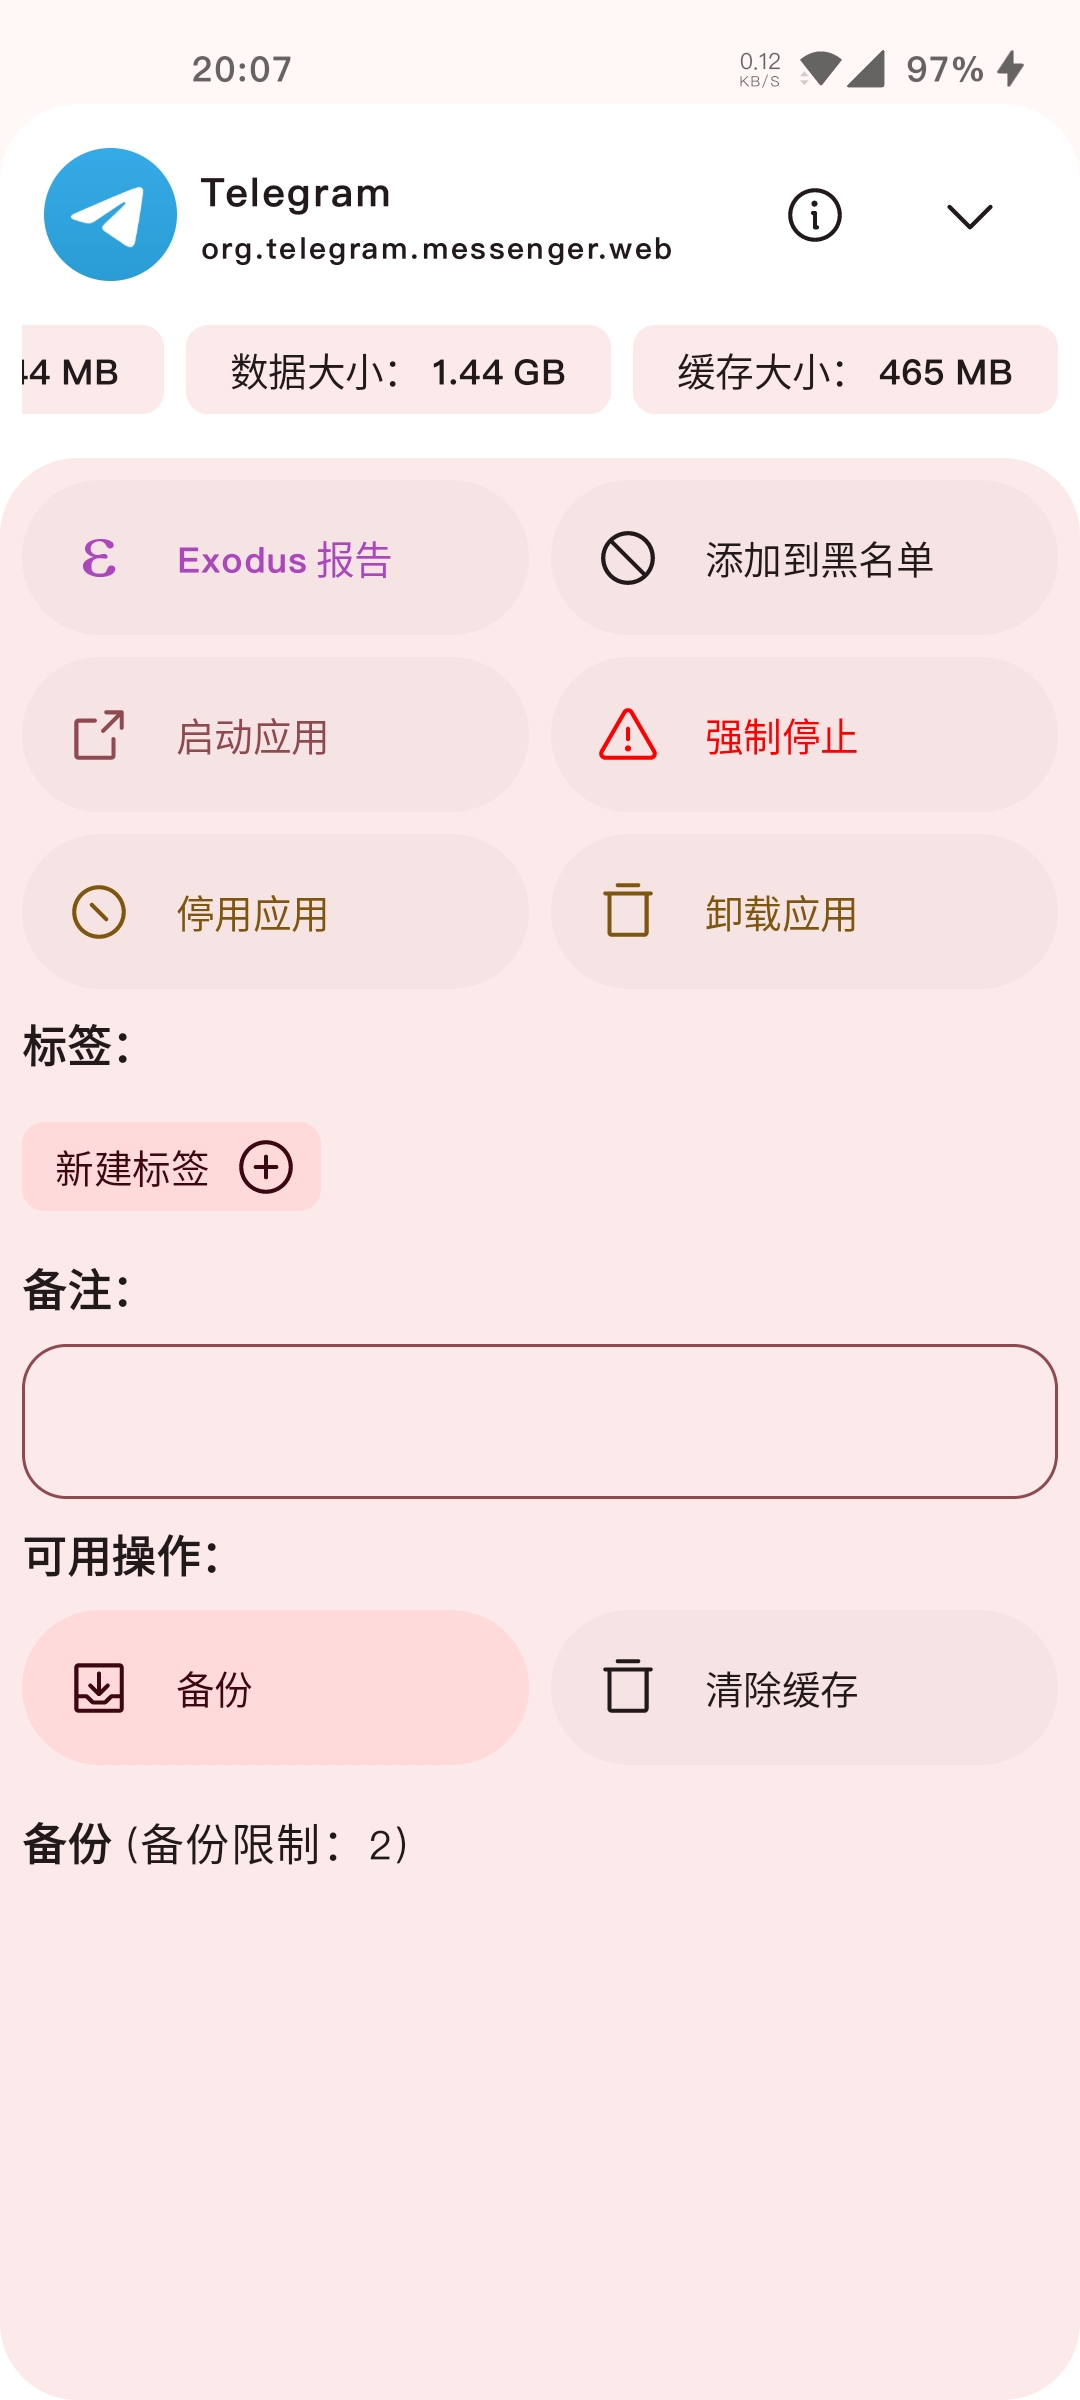 20:07
0.12
KB/S
97%
Telegram
org.telegram.messenger.web
44 MB
数据大小： 1.44 GB
缓存大小： 465 MB
Exodus 报告
添加到黑名单
启动应用
强制停止
停用应用
卸载应用
标签：
新建标签
备注：
可用操作：
备份
清除缓存
备份 (备份限制： 2)